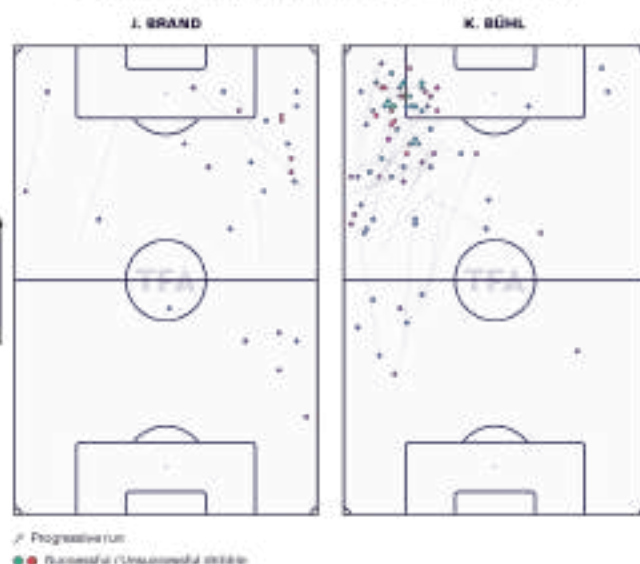 J. BRAND
K. BÜHL
TFA
TFA
Progressive run
Successful / Unsuccessful dribble